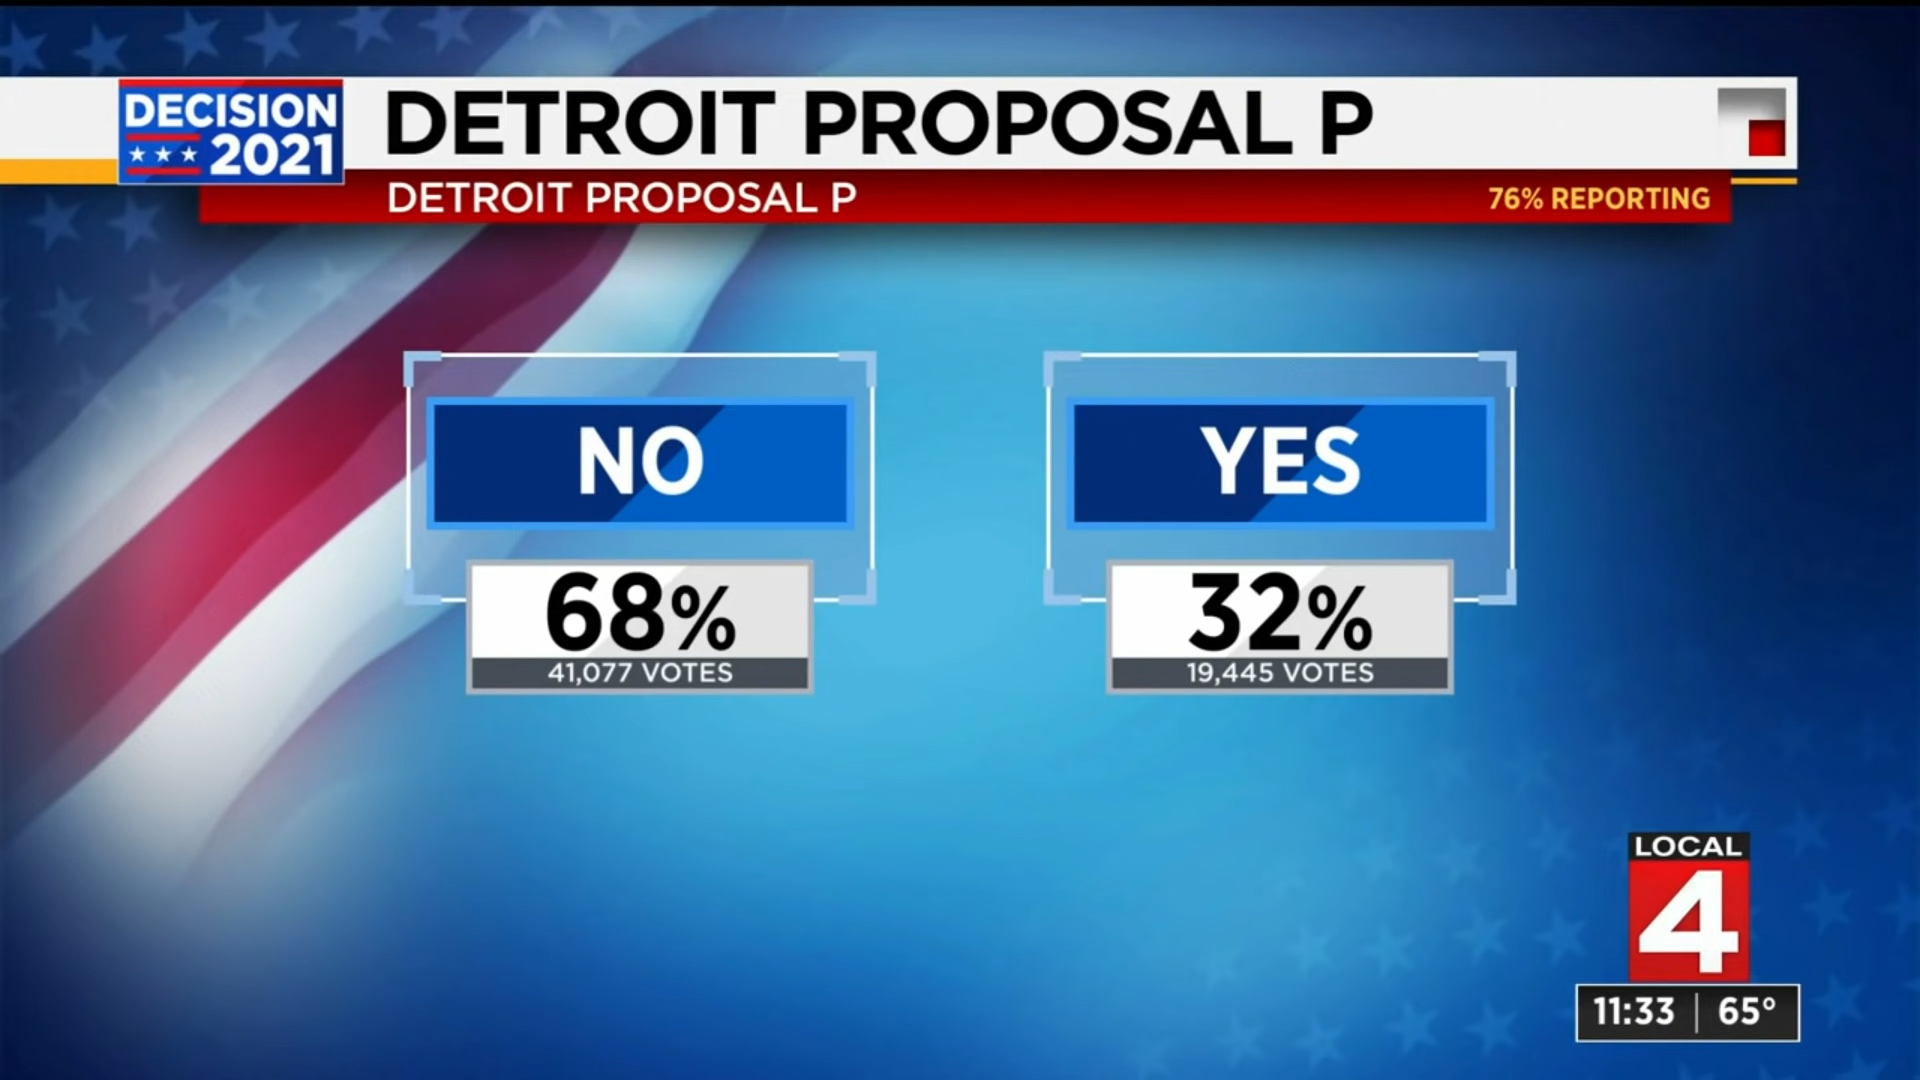 DECISION
2021
DETROIT PROPOSAL P
DETROIT PROPOSAL P
76% REPORTING
NO
68%
41,077 VOTES
YES
32%
19,445 VOTES
LOCAL
4
11:33 | 65°